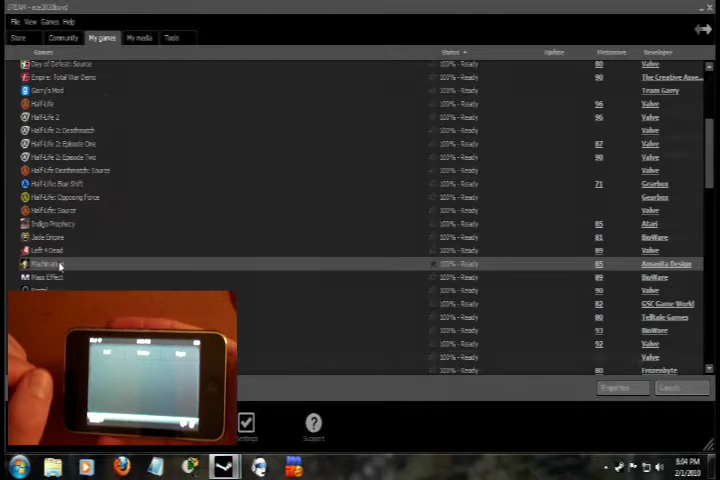 STEAM - ace2020boyd
File View Games Help
Store Community My games My media Tools
Games Status Update Metascore Developer
Day of Defeat: Source 100% - Ready 80 Valve
Empire: Total War Demo 100% - Ready 90 The Creative Asse...
Garry's Mod 100% - Ready Team Garry
Half-Life 100% - Ready 96 Valve
Half-Life 2 100% - Ready 96 Valve
Half-Life 2: Deathmatch 100% - Ready Valve
Half-Life 2: Episode One 100% - Ready 87 Valve
Half-Life 2: Episode Two 100% - Ready 90 Valve
Half-Life Deathmatch: Source 100% - Ready Valve
Half-Life: Blue Shift 100% - Ready 71 Gearbox
Half-Life: Opposing Force 100% - Ready Gearbox
Half-Life: Source 100% - Ready Valve
Indigo Prophecy 100% - Ready 85 Atari
Jade Empire 100% - Ready 81 BioWare
Left 4 Dead 100% - Ready 89 Valve
Machinarium 100% - Ready 85 Amanita Design
Mass Effect 100% - Ready 89 BioWare
Portal 100% - Ready 90 Valve
100% - Ready 82 GSC Game World
100% - Ready 80 Telltale Games
100% - Ready 93 BioWare
100% - Ready 92 Valve
100% - Ready Valve
100% - Ready 80 Frozenbyte
Properties Launch
Settings Support
8:04 PM
2/1/2010